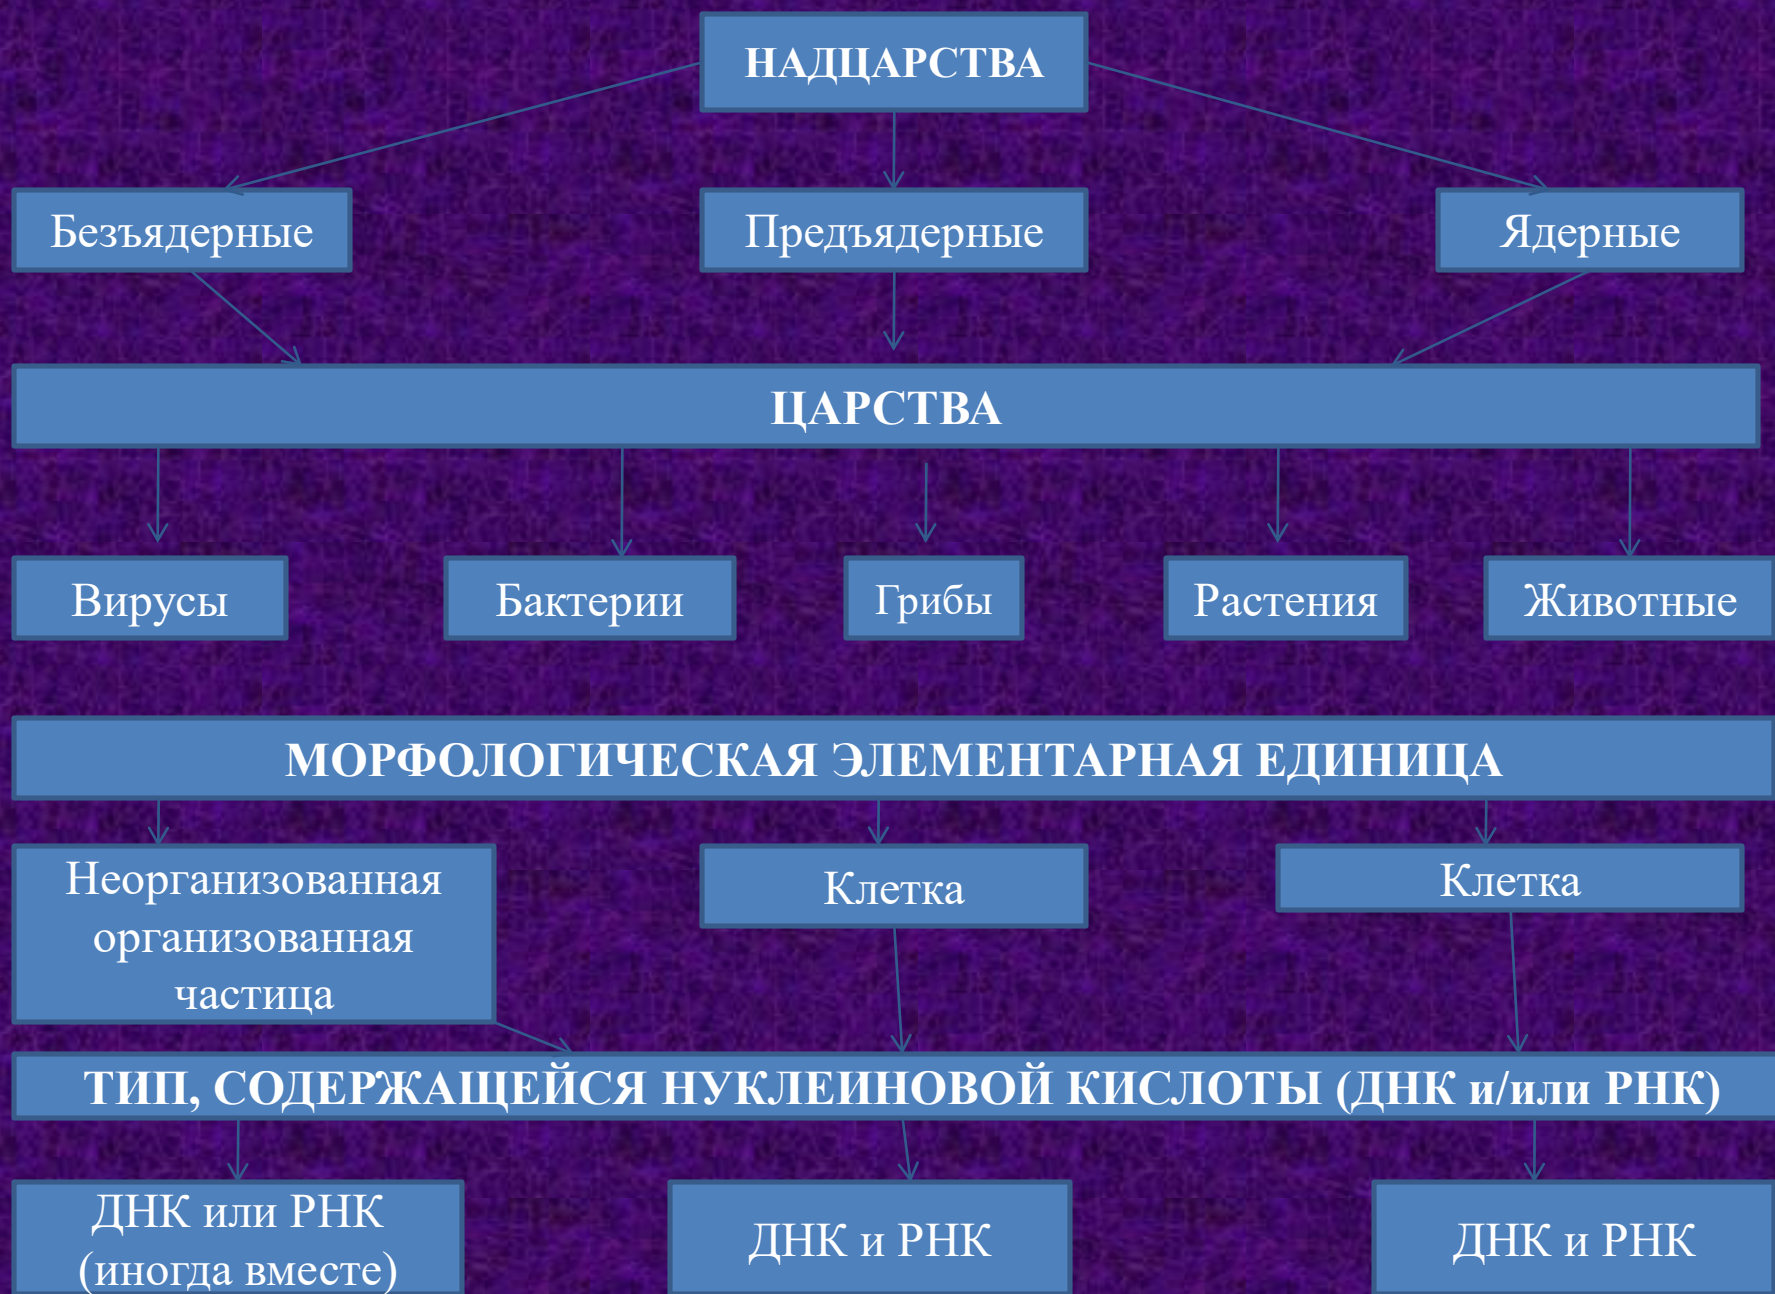 НАДЦАРСТВА
Безъядерные
Предъядерные
Ядерные
ЦАРСТВА
Вирусы
Бактерии
Грибы
Растения
Животные
МОРФОЛОГИЧЕСКАЯ ЭЛЕМЕНТАРНАЯ ЕДИНИЦА
Неорганизованная
организованная
частица
Клетка
Клетка
ТИП, СОДЕРЖАЩЕЙСЯ НУКЛЕИНОВОЙ КИСЛОТЫ (ДНК и/или РНК)
ДНК или РНК
(иногда вместе)
ДНК и РНК
ДНК и РНК